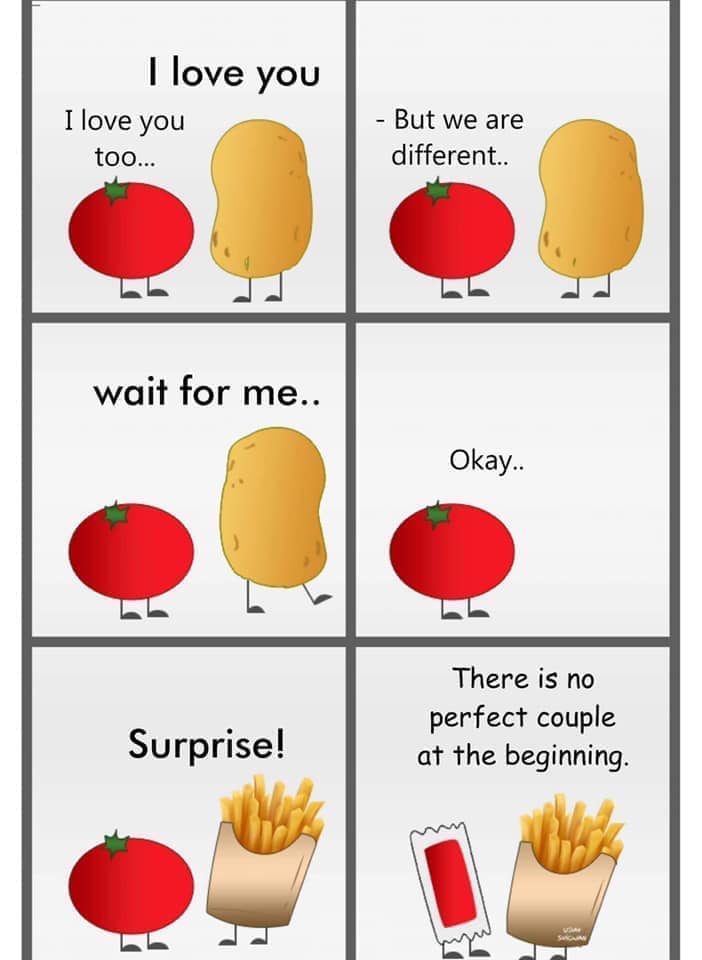 I love you
I love you
too...
- But we are
different..
wait for me..
Okay..
Surprise!
There is no
perfect couple
at the beginning.